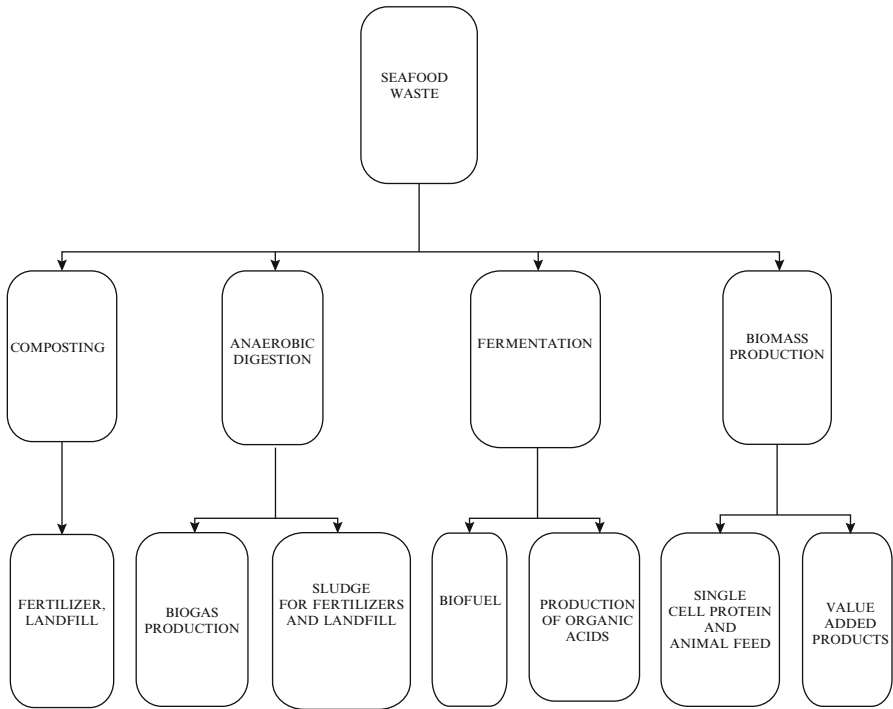 SEAFOOD
WASTE
COMPOSTING
ANAEROBIC
DIGESTION
FERMENTATION
BIOMASS
PRODUCTION
FERTILIZER,
LANDFILL
BIOGAS
PRODUCTION
SLUDGE
FOR FERTILIZERS
AND LANDFILL
BIOFUEL
PRODUCTION
OF ORGANIC
ACIDS
SINGLE
CELL PROTEIN
AND
ANIMAL FEED
VALUE
ADDED
PRODUCTS